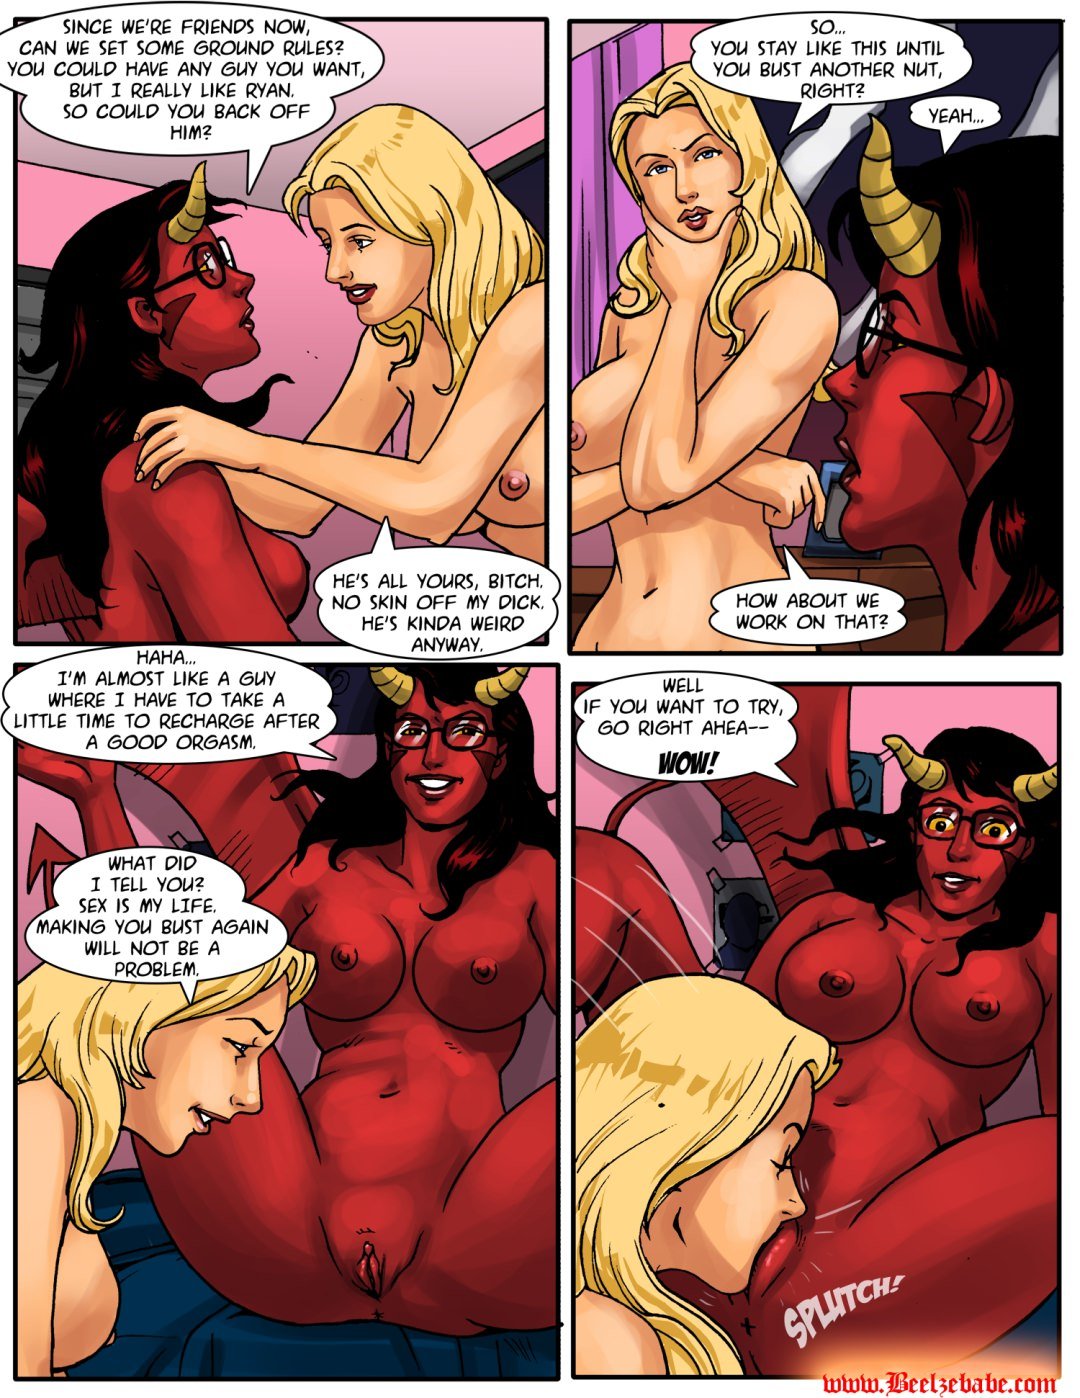 SINCE WE'RE FRIENDS NOW,
CAN WE SET SOME GROUND RULES?
YOU COULD HAVE ANY GUY YOU WANT,
BUT I REALLY LIKE RYAN.
SO COULD YOU BACK OFF
HIM?
HE'S ALL YOURS, BITCH.
NO SKIN OFF MY DICK.
HE'S KINDA WEIRD
ANYWAY.
SO...
YOU STAY LIKE THIS UNTIL
YOU BUST ANOTHER NUT,
RIGHT?
YEAH...
HOW ABOUT WE
WORK ON THAT?
HAHA...
I'M ALMOST LIKE A GUY
WHERE I HAVE TO TAKE A
LITTLE TIME TO RECHARGE AFTER
A GOOD ORGASM.
WHAT DID
I TELL YOU?
SEX IS MY LIFE.
MAKING YOU BUST AGAIN
WILL NOT BE A
PROBLEM.
WELL
IF YOU WANT TO TRY,
GO RIGHT AHEA--
WOW!
SPLUTCH!
www.Beelzebabe.com